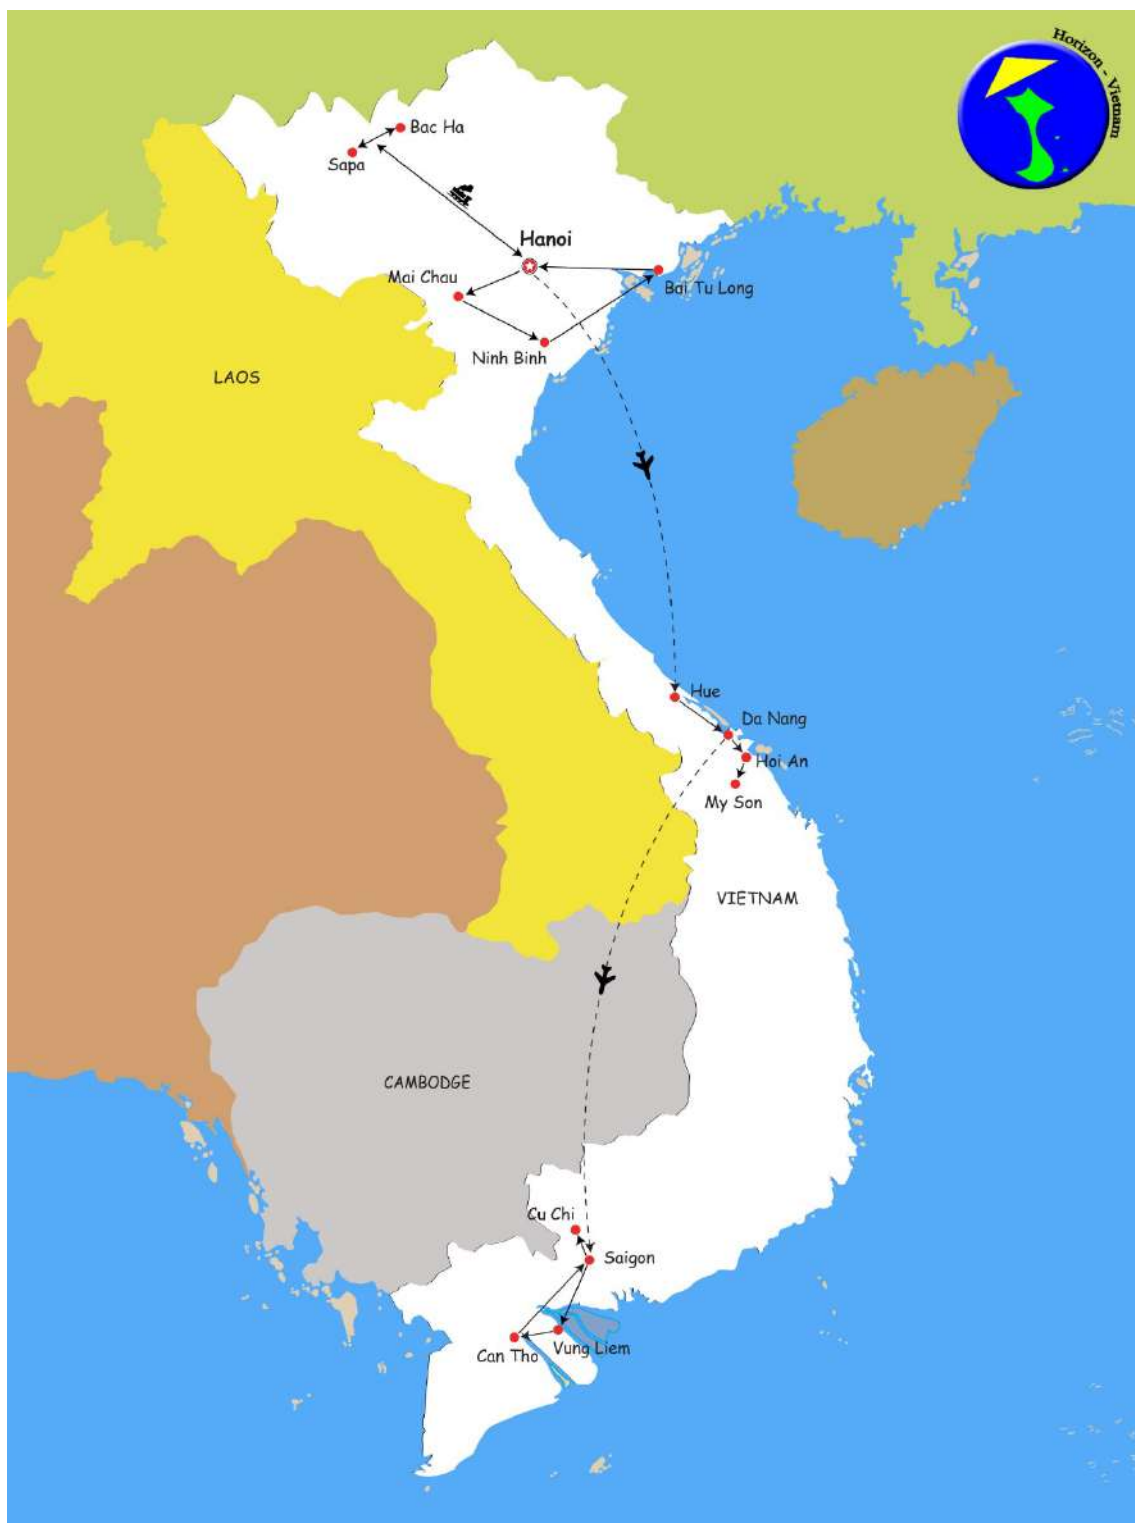 Horizon - Vietnam
Bac Ha
Sapa
Hanoi
Mai Chau
Bai Tu Long
Ninh Binh
LAOS
Hue
Da Nang
Hoi An
My Son
VIETNAM
CAMBODGE
Cu Chi
Saigon
Vung Liem
Can Tho